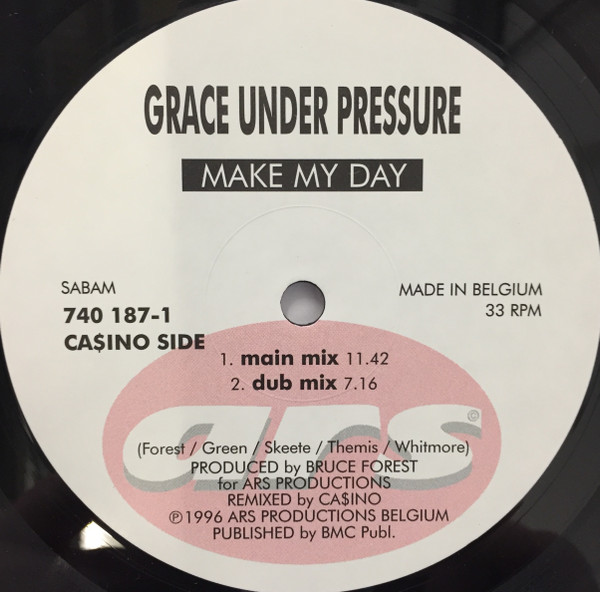 GRACE UNDER PRESSURE
MAKE MY DAY
SABAM
MADE IN BELGIUM
740 187-1
33 RPM
CA$INO SIDE
1. main mix 11.42
2. dub mix 7.16
ars ©
(Forest / Green / Skeete / Themis / Whitmore)
PRODUCED by BRUCE FOREST
for ARS PRODUCTIONS
REMIXED by CA$INO
℗1996 ARS PRODUCTIONS BELGIUM
PUBLISHED by BMC Publ.